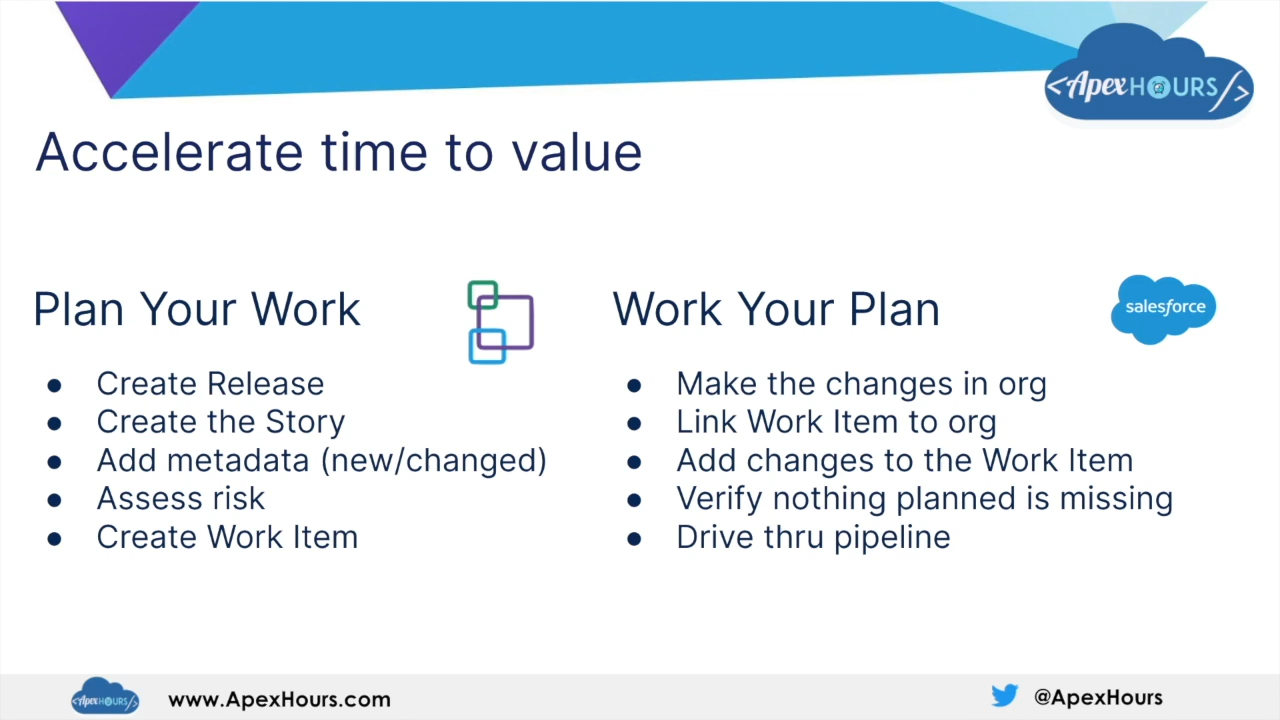 <ApexHOURS/>
Accelerate time to value
Plan Your Work
● Create Release
● Create the Story
● Add metadata (new/changed)
● Assess risk
● Create Work Item
Work Your Plan
salesforce
● Make the changes in org
● Link Work Item to org
● Add changes to the Work Item
● Verify nothing planned is missing
● Drive thru pipeline
<ApexHOURS/>
www.ApexHours.com
@ApexHours